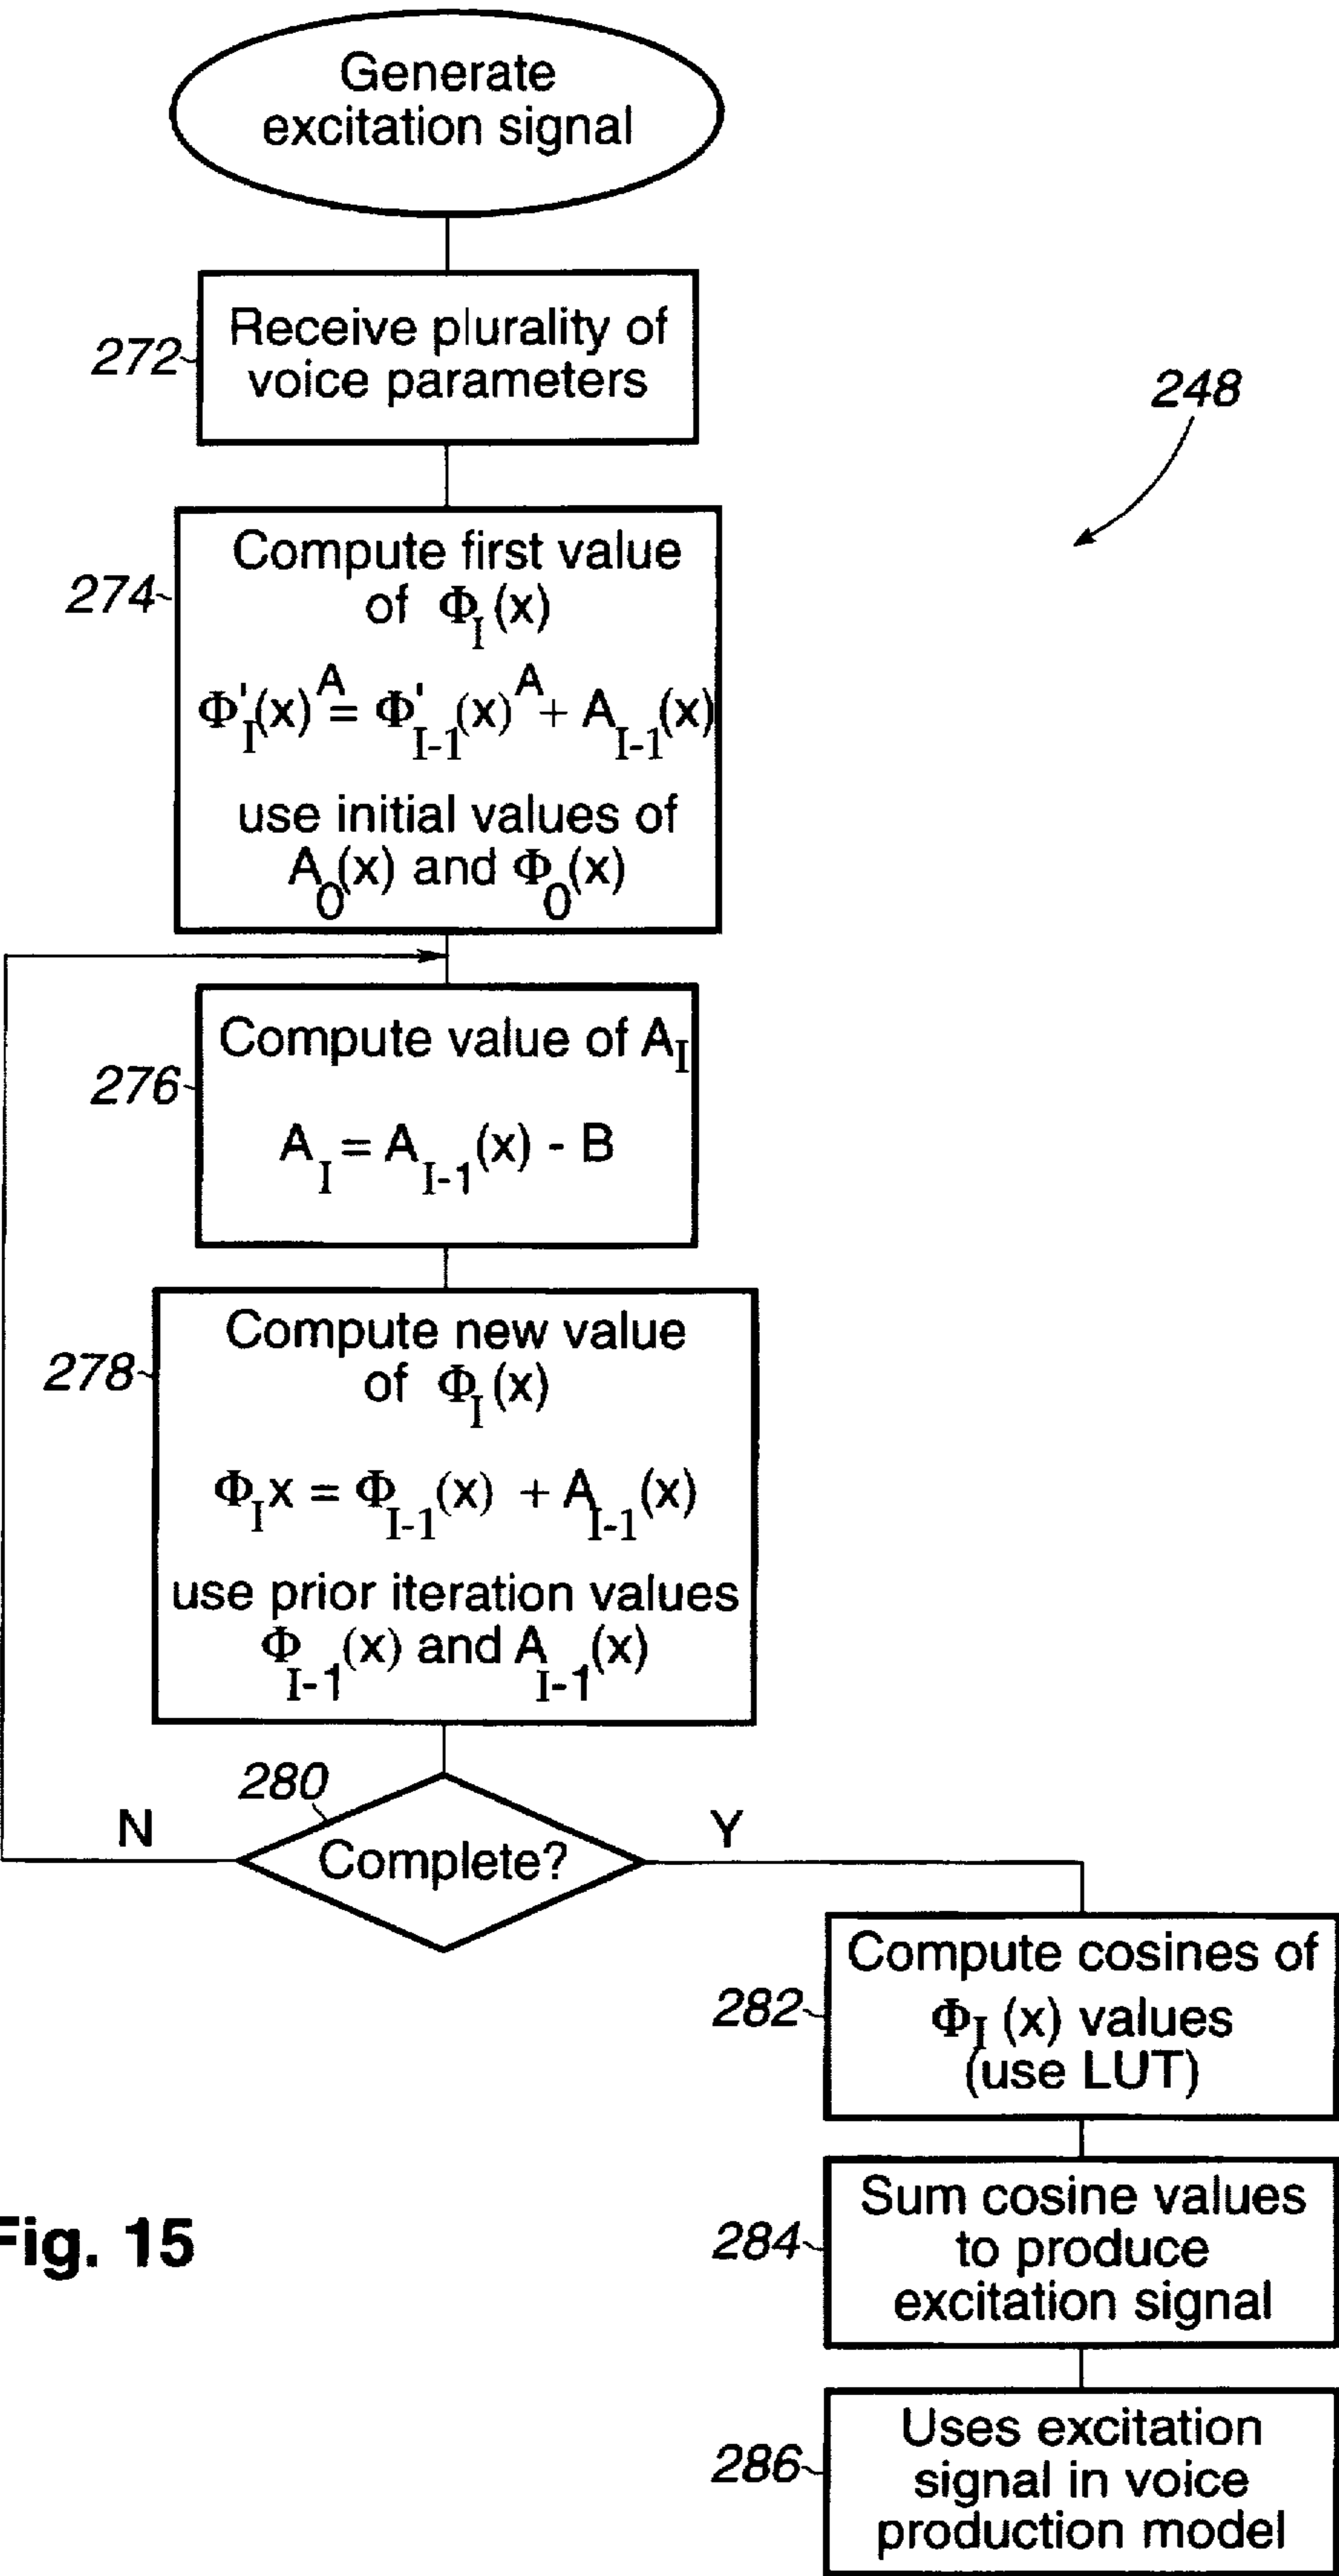 Generate
excitation signal
272
Receive plurality of
voice parameters
248
274
Compute first value
of Φ_I(x)
Φ'_I(x)^A = Φ'_{I-1}(x)^A + A_{I-1}(x)
use initial values of
A_0(x) and Φ_0(x)
276
Compute value of A_I
A_I = A_{I-1}(x) - B
278
Compute new value
of Φ_I(x)
Φ_I x = Φ_{I-1}(x) + A_{I-1}(x)
use prior iteration values
Φ_{I-1}(x) and A_{I-1}(x)
280
N
Complete?
Y
282
Compute cosines of
Φ_I (x) values
(use LUT)
284
Sum cosine values
to produce
excitation signal
286
Uses excitation
signal in voice
production model
Fig. 15